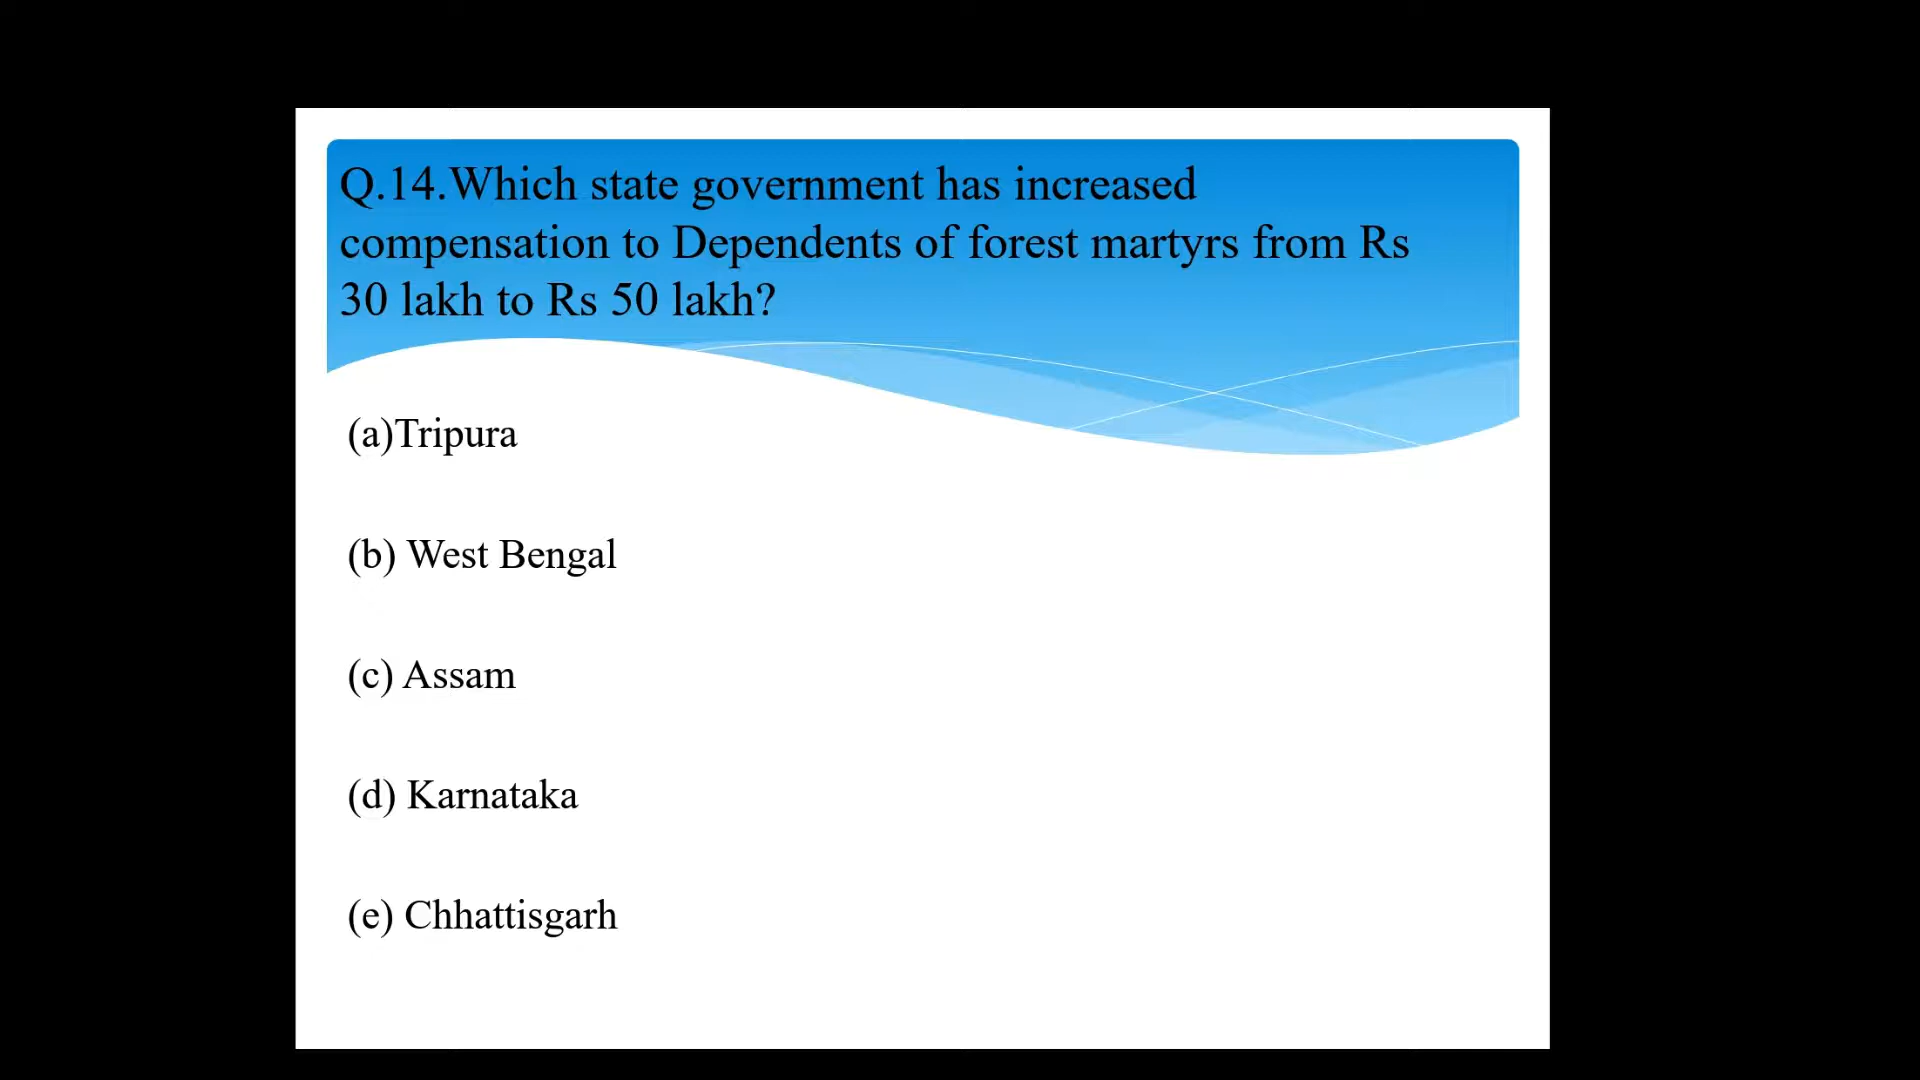 Q.14.Which state government has increased
compensation to Dependents of forest martyrs from Rs
30 lakh to Rs 50 lakh?
(a)Tripura
(b) West Bengal
(c) Assam
(d) Karnataka
(e) Chhattisgarh